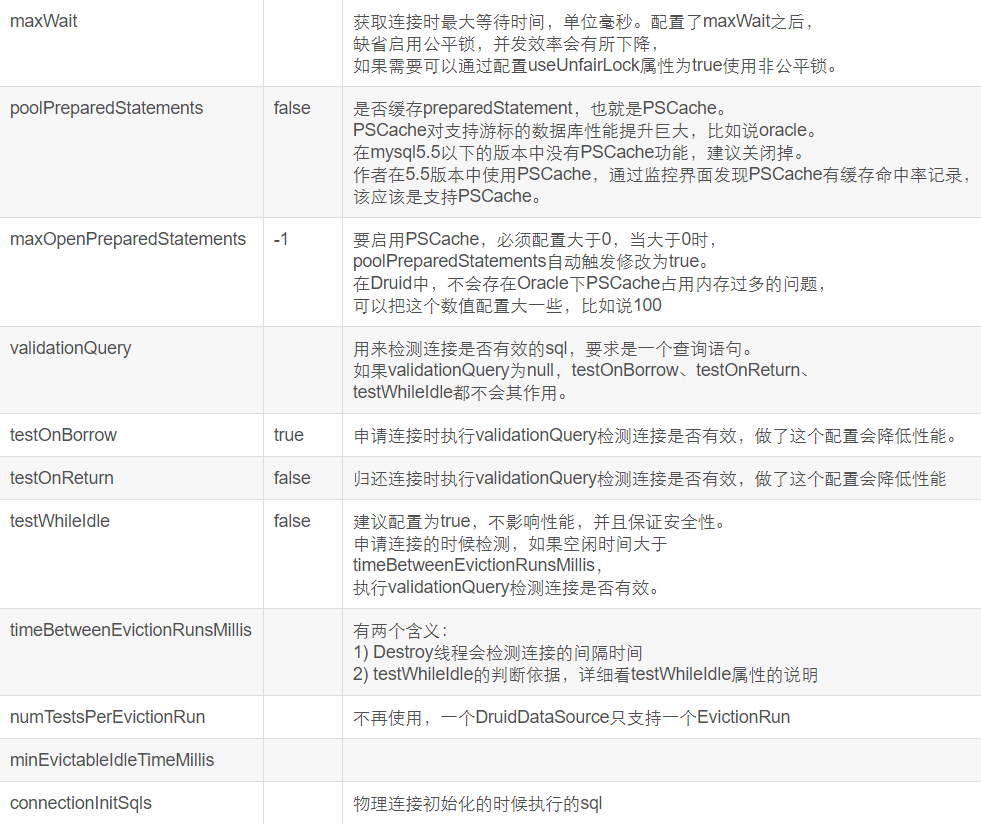 maxWait
获取连接时最大等待时间，单位毫秒。配置了maxWait之后，
缺省启用公平锁，并发效率会有所下降，
如果需要可以通过配置useUnfairLock属性为true使用非公平锁。
poolPreparedStatements
false
是否缓存preparedStatement，也就是PSCache。
PSCache对支持游标的数据库性能提升巨大，比如说oracle。
在mysql5.5以下的版本中没有PSCache功能，建议关闭掉。
作者在5.5版本中使用PSCache，通过监控界面发现PSCache有缓存命中率记录，
该应该是支持PSCache。
maxOpenPreparedStatements
-1
要启用PSCache，必须配置大于0，当大于0时，
poolPreparedStatements自动触发修改为true。
在Druid中，不会存在Oracle下PSCache占用内存过多的问题，
可以把这个数值配置大一些，比如说100
validationQuery
用来检测连接是否有效的sql，要求是一个查询语句。
如果validationQuery为null，testOnBorrow、testOnReturn、
testWhileIdle都不会其作用。
testOnBorrow
true
申请连接时执行validationQuery检测连接是否有效，做了这个配置会降低性能。
testOnReturn
false
归还连接时执行validationQuery检测连接是否有效，做了这个配置会降低性能
testWhileIdle
false
建议配置为true，不影响性能，并且保证安全性。
申请连接的时候检测，如果空闲时间大于
timeBetweenEvictionRunsMillis，
执行validationQuery检测连接是否有效。
timeBetweenEvictionRunsMillis
有两个含义：
1) Destroy线程会检测连接的间隔时间
2) testWhileIdle的判断依据，详细看testWhileIdle属性的说明
numTestsPerEvictionRun
不再使用，一个DruidDataSource只支持一个EvictionRun
minEvictableIdleTimeMillis
connectionInitSqls
物理连接初始化的时候执行的sql